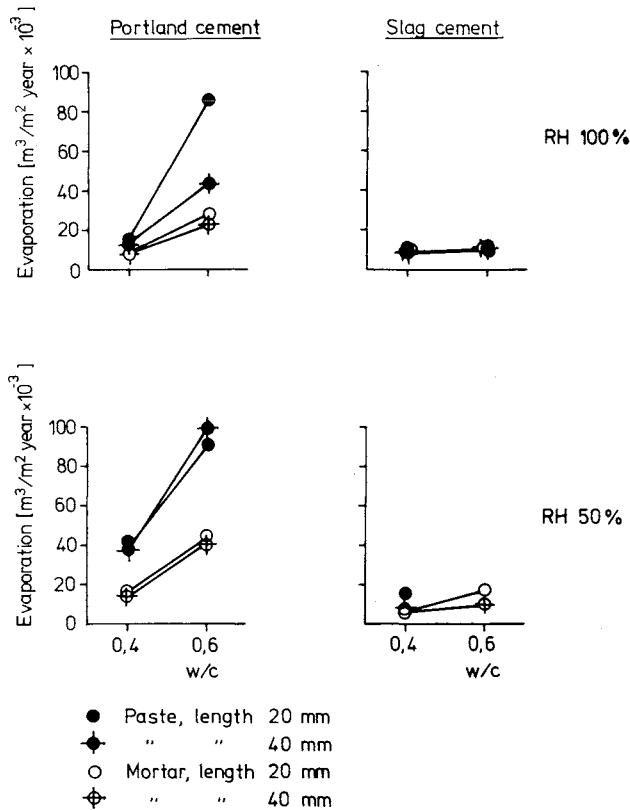 Portland cement
Slag cement
Evaporation [m³/m² year × 10⁻³]
100
80
60
40
20
0
RH 100%
Evaporation [m³/m² year × 10⁻³]
100
80
60
40
20
0
RH 50%
0,4 0,6
w/c
0,4 0,6
w/c
Paste, length 20 mm
" " 40 mm
Mortar, length 20 mm
" " 40 mm